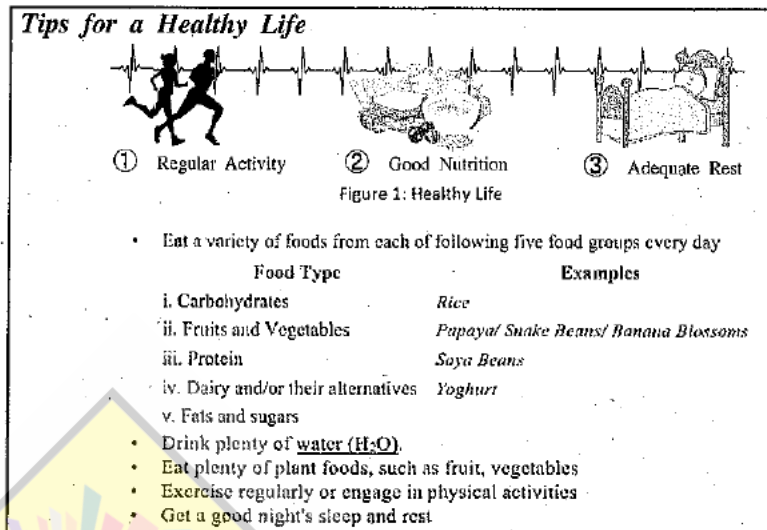 Tips for a Healthy Life
① Regular Activity ② Good Nutrition ③ Adequate Rest
Figure 1: Healthy Life
• Eat a variety of foods from each of following five food groups every day
Food Type Examples
i. Carbohydrates Rice
ii. Fruits and Vegetables Papaya/ Snake Beans/ Banana Blossoms
iii. Protein Soya Beans
iv. Dairy and/or their alternatives Yoghurt
v. Fats and sugars
• Drink plenty of water (H₂O).
• Eat plenty of plant foods, such as fruit, vegetables
• Exercise regularly or engage in physical activities
• Get a good night's sleep and rest